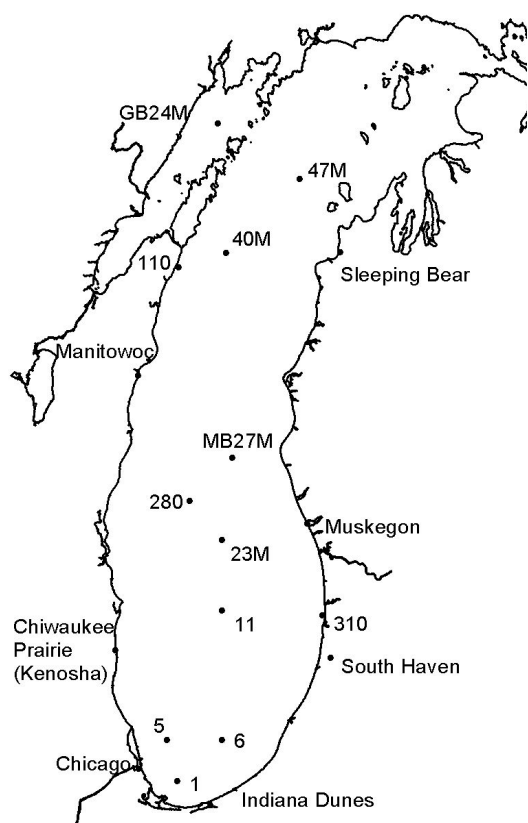 GB24M
47M
40M
110
Sleeping Bear
Manitowoc
MB27M
280
Muskegon
23M
11
310
Chiwaukee
Prairie
(Kenosha)
South Haven
5
6
Chicago
1
Indiana Dunes